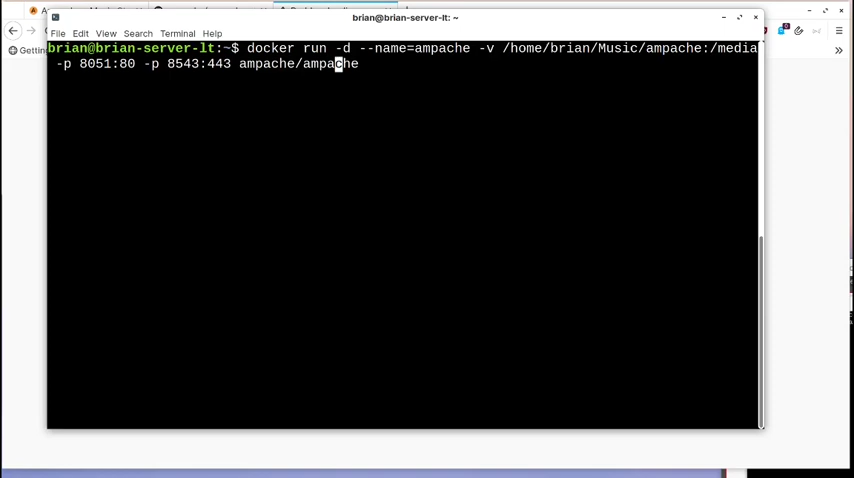 brian@brian-server-lt: ~
File Edit View Search Terminal Help
brian@brian-server-lt:~$ docker run -d --name=ampache -v /home/brian/Music/ampache:/media
-p 8051:80 -p 8543:443 ampache/ampache